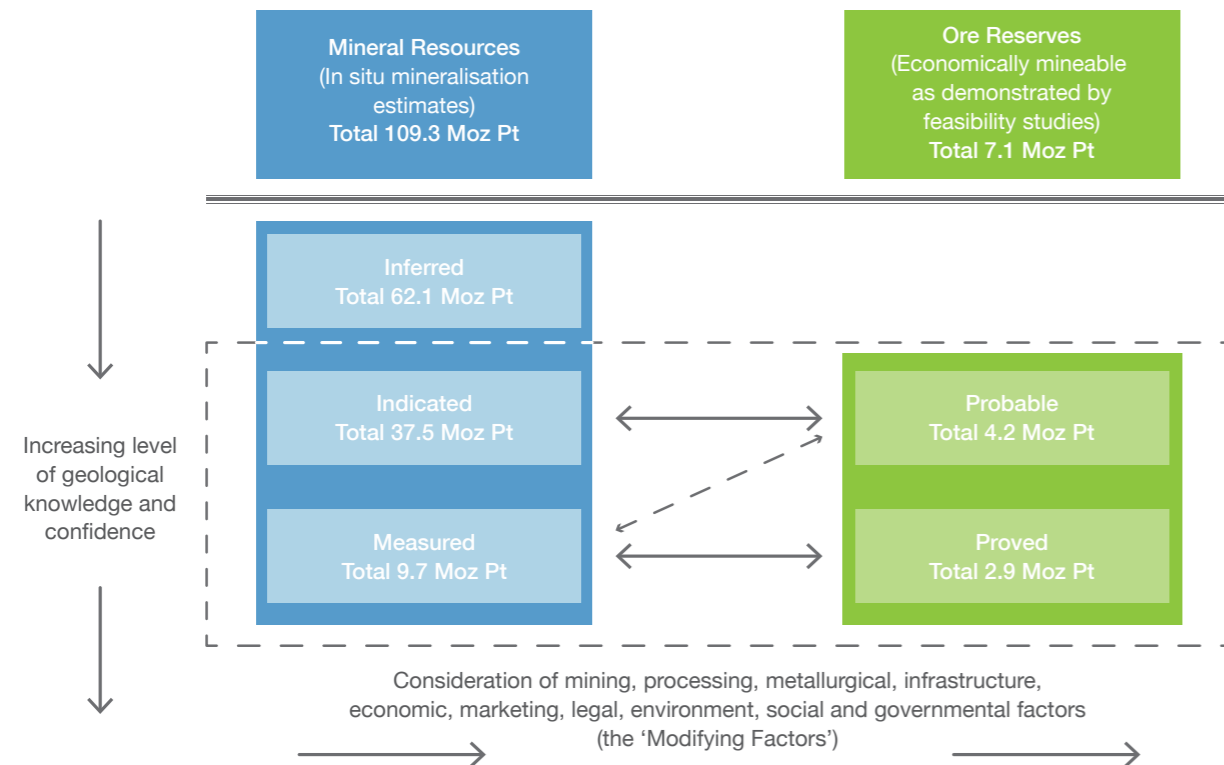 Mineral Resources
(In situ mineralisation
estimates)
Total 109.3 Moz Pt
Ore Reserves
(Economically mineable
as demonstrated by
feasibility studies)
Total 7.1 Moz Pt
Inferred
Total 62.1 Moz Pt
Indicated
Total 37.5 Moz Pt
Probable
Total 4.2 Moz Pt
Increasing level
of geological
knowledge and
confidence
Measured
Total 9.7 Moz Pt
Proved
Total 2.9 Moz Pt
Consideration of mining, processing, metallurgical, infrastructure,
economic, marketing, legal, environment, social and governmental factors
(the ‘Modifying Factors’)